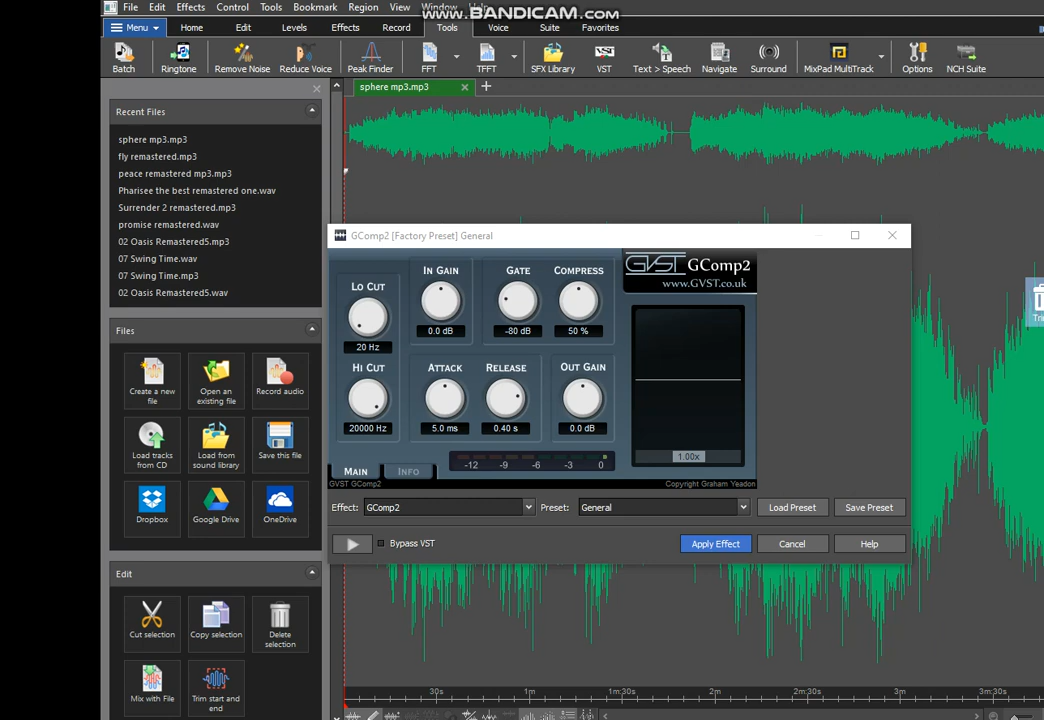 File Edit Effects Control Tools Bookmark Region View Window
www.BANDICAM.com
Menu Home Edit Levels Effects Record Tools Voice Suite Favorites
Batch Ringtone Remove Noise Reduce Voice Peak Finder FFT TFFT SFX Library VST Text > Speech Navigate Surround MixPad MultiTrack Options NCH Suite
sphere mp3.mp3
Recent Files
sphere mp3.mp3
fly remastered.mp3
peace remastered mp3.mp3
Pharisee the best remastered one.wav
Surrender 2 remastered.mp3
promise remastered.wav
02 Oasis Remastered5.mp3
07 Swing Time.wav
07 Swing Time.mp3
02 Oasis Remastered5.wav
Files
Create a new
file
Open an
existing file
Record audio
Load tracks
from CD
Load from
sound library
Save this file
Dropbox
Google Drive
OneDrive
Edit
Cut selection
Copy selection
Delete
selection
Mix with File
Trim start and
end
GComp2 [Factory Preset] General
LO CUT
20 Hz
IN GAIN
0.0 dB
GATE
-80 dB
COMPRESS
50 %
HI CUT
20000 Hz
ATTACK
5.0 ms
RELEASE
0.40 s
OUT GAIN
0.0 dB
GVST GComp2
www.GVST.co.uk
1.00x
-12 -9 -6 -3 0
MAIN INFO
GVST GComp2 Copyright Graham Yeadon
Effect: GComp2 Preset: General Load Preset Save Preset
Bypass VST Apply Effect Cancel Help
30s 1m 1m:30s 2m 2m:30s 3m 3m:30s